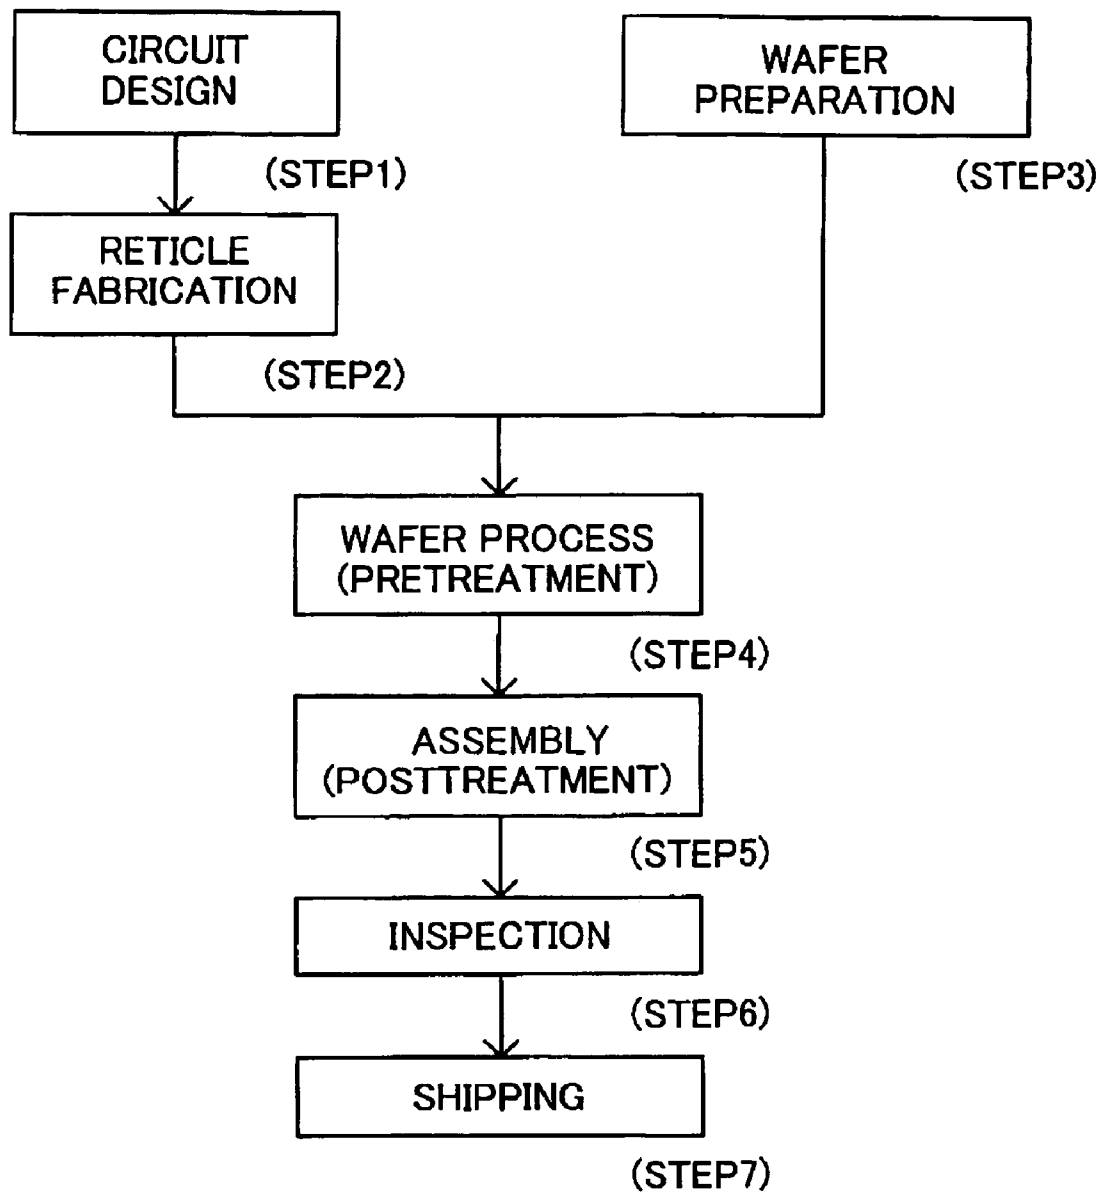 CIRCUIT
DESIGN
(STEP1)
RETICLE
FABRICATION
(STEP2)
WAFER
PREPARATION
(STEP3)
WAFER PROCESS
(PRETREATMENT)
(STEP4)
ASSEMBLY
(POSTTREATMENT)
(STEP5)
INSPECTION
(STEP6)
SHIPPING
(STEP7)